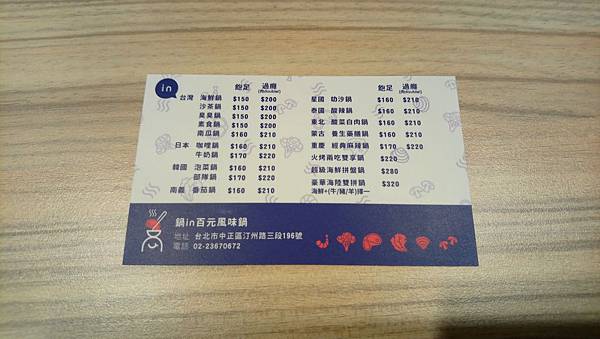 in
飽足 過癮
台灣 海鮮鍋 $150 $200
沙茶鍋 $150 $200
臭臭鍋 $150 $200
素食鍋 $150 $200
南瓜鍋 $160 $210
日本 咖哩鍋 $160 $210
牛奶鍋 $170 $220
韓國 泡菜鍋 $160 $210
部隊鍋 $170 $220
南義 番茄鍋 $160 $210
飽足 過癮
星國 叻沙鍋 $160 $210
泰國 酸辣鍋 $160 $210
東北 酸菜白肉鍋 $160 $210
蒙古 養生藥膳鍋 $160 $210
重慶 經典麻辣鍋 $170 $220
火烤兩吃雙享鍋 $220
超級海鮮拼盤鍋 $280
豪華海陸雙拼鍋 $320
海鮮+(牛/豬/羊)擇一
鍋in百元風味鍋
地址 台北市中正區汀州路三段196號
電話 02-23670672